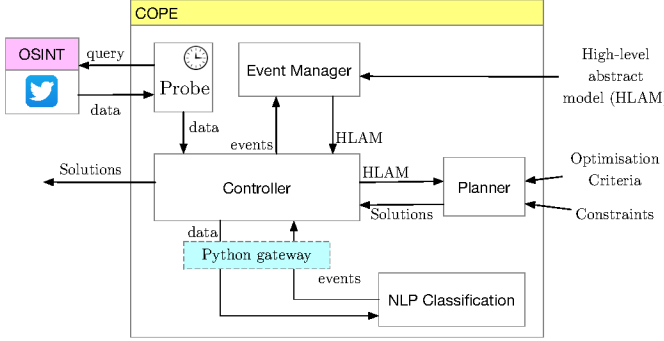 COPE
OSINT
query
data
Probe
Event Manager
High-level
abstract
model (HLAM
data
events
HLAM
Solutions
Controller
HLAM
Solutions
Planner
Optimisation
Criteria
Constraints
data
Python gateway
events
NLP Classification